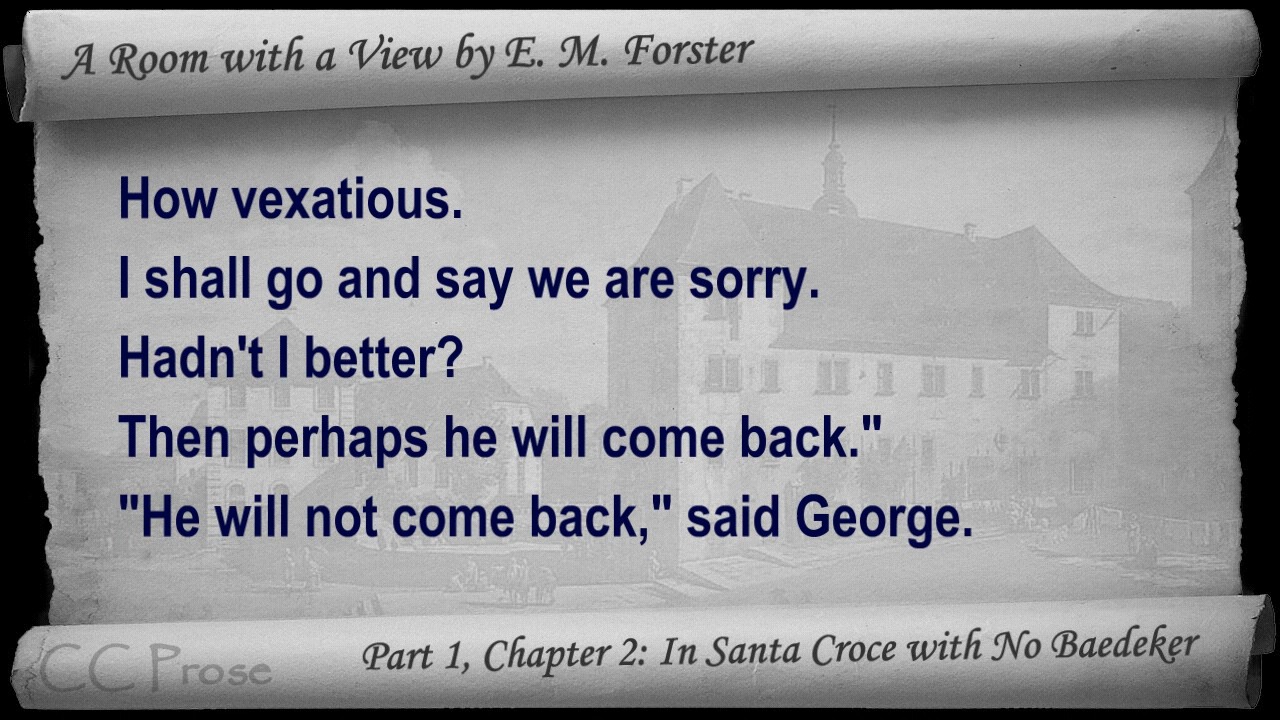 A Room with a View by E. M. Forster
How vexatious.
I shall go and say we are sorry.
Hadn't I better?
Then perhaps he will come back."
"He will not come back," said George.
Part 1, Chapter 2: In Santa Croce with No Baedeker
CC Prose